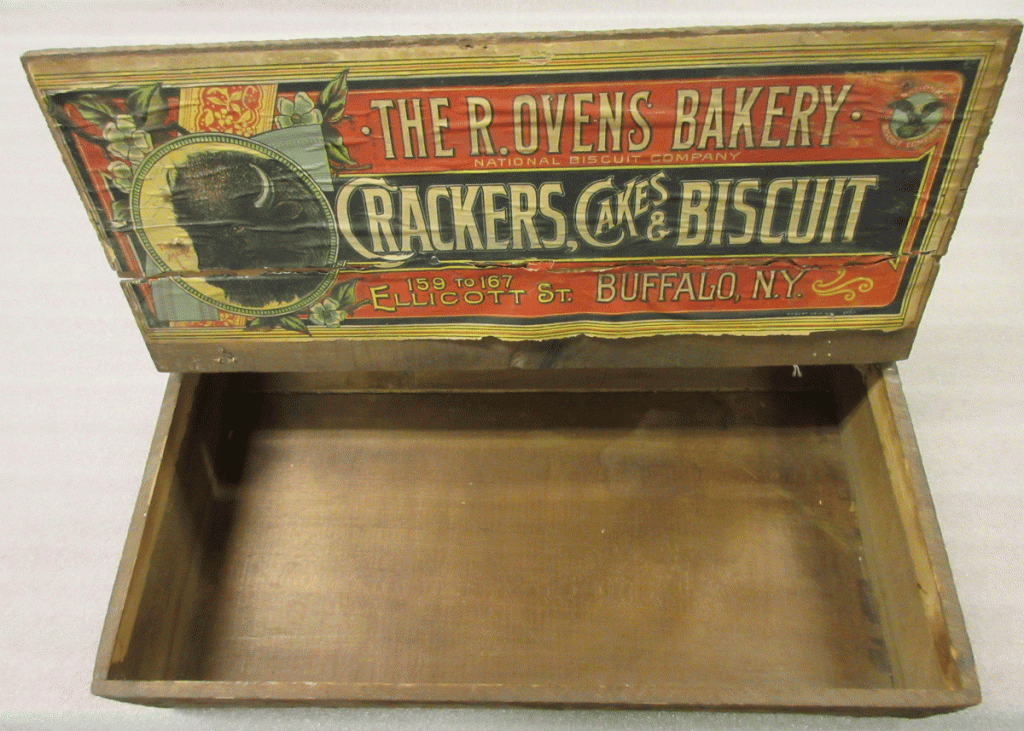 ·THE R. OVENS BAKERY·
NATIONAL BISCUIT COMPANY
CRACKERS, CAKES & BISCUIT
159 TO 167
ELLICOTT ST. BUFFALO, N.Y.